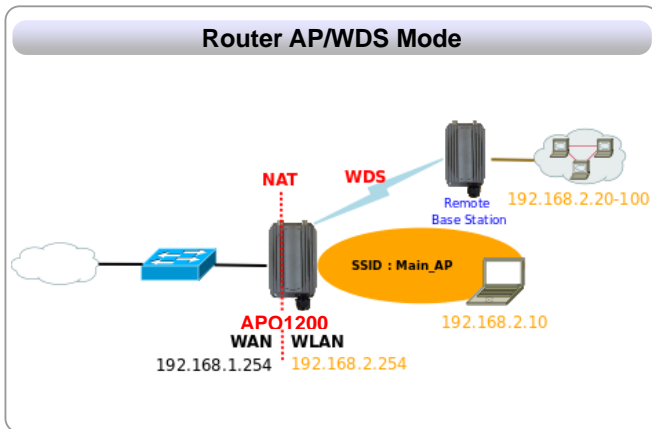 Router AP/WDS Mode
NAT
WDS
Remote
Base Station
192.168.2.20-100
SSID : Main_AP
192.168.2.10
APO1200
WAN WLAN
192.168.1.254 192.168.2.254